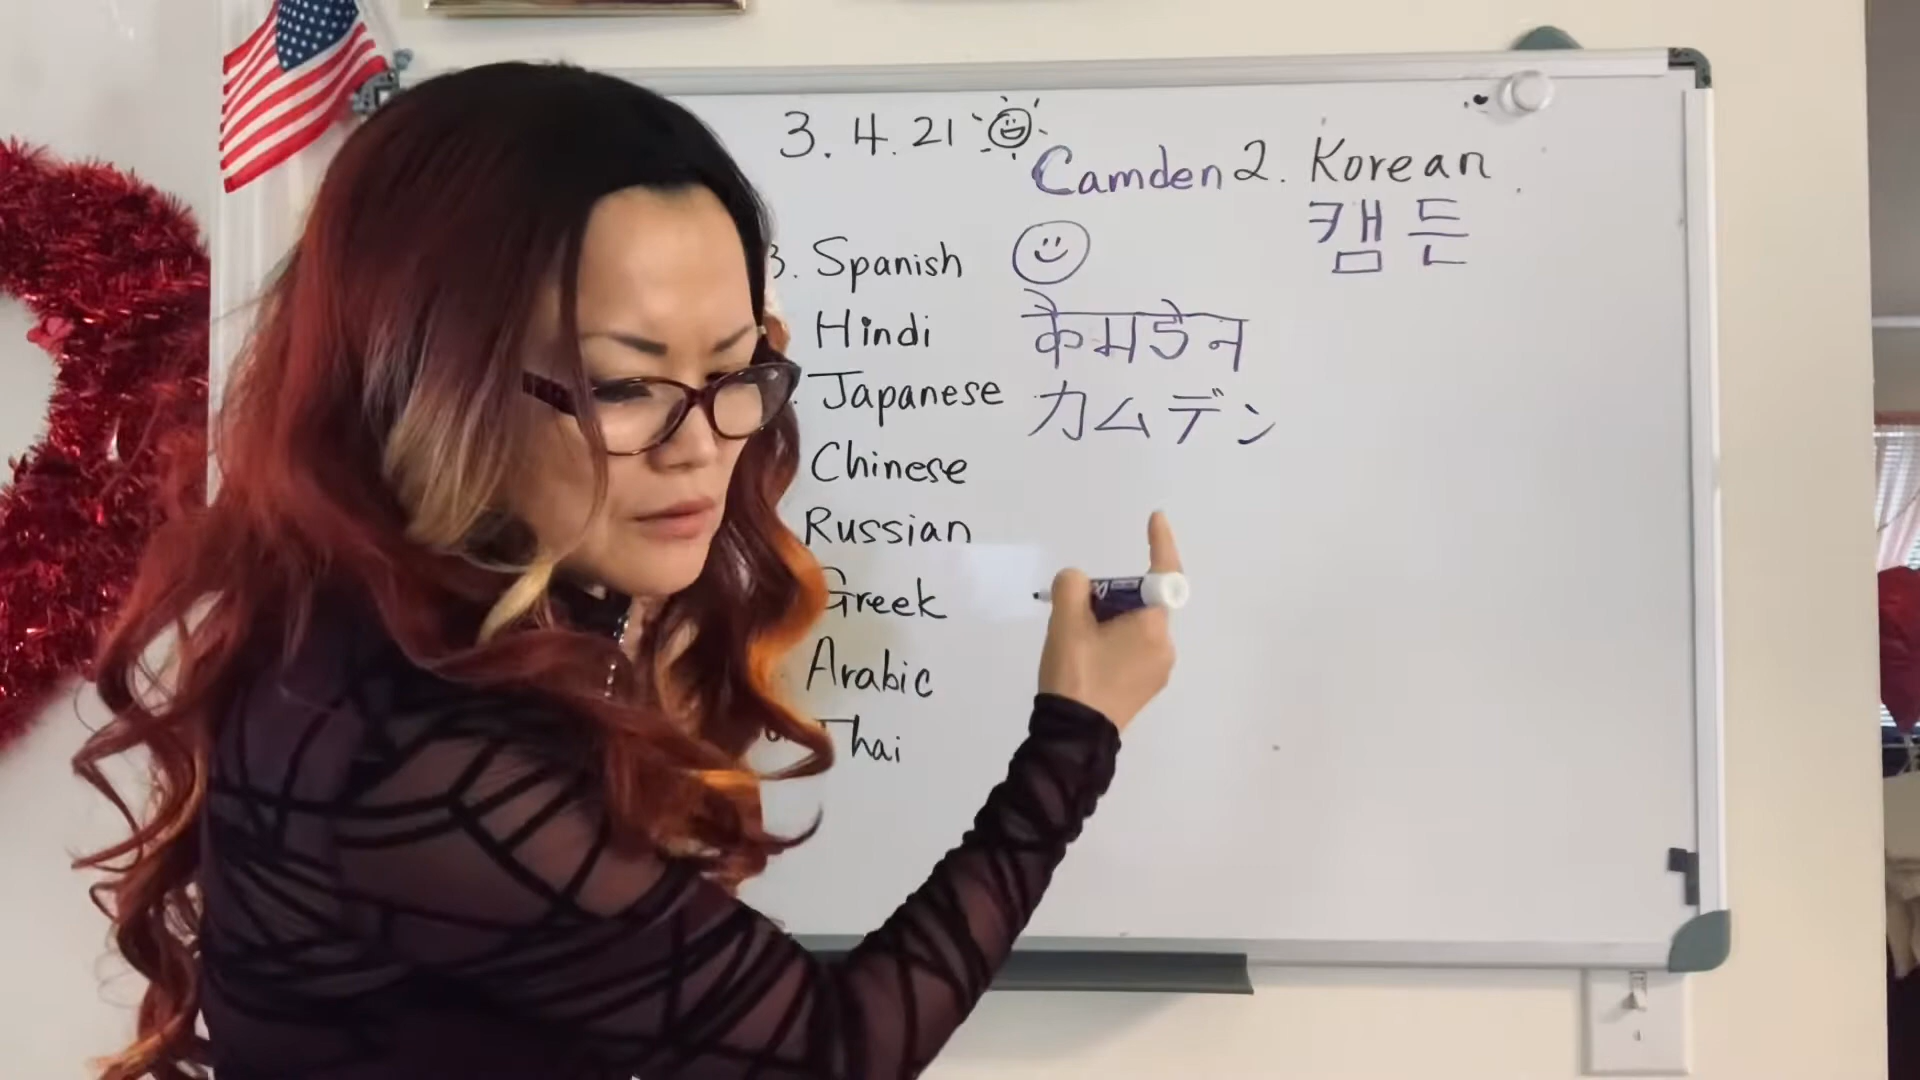 3. 4. 21
Camden 2. Korean
캠든
3. Spanish
Hindi केमडेन
Japanese カムデン
Chinese
Russian
Greek
Arabic
Thai